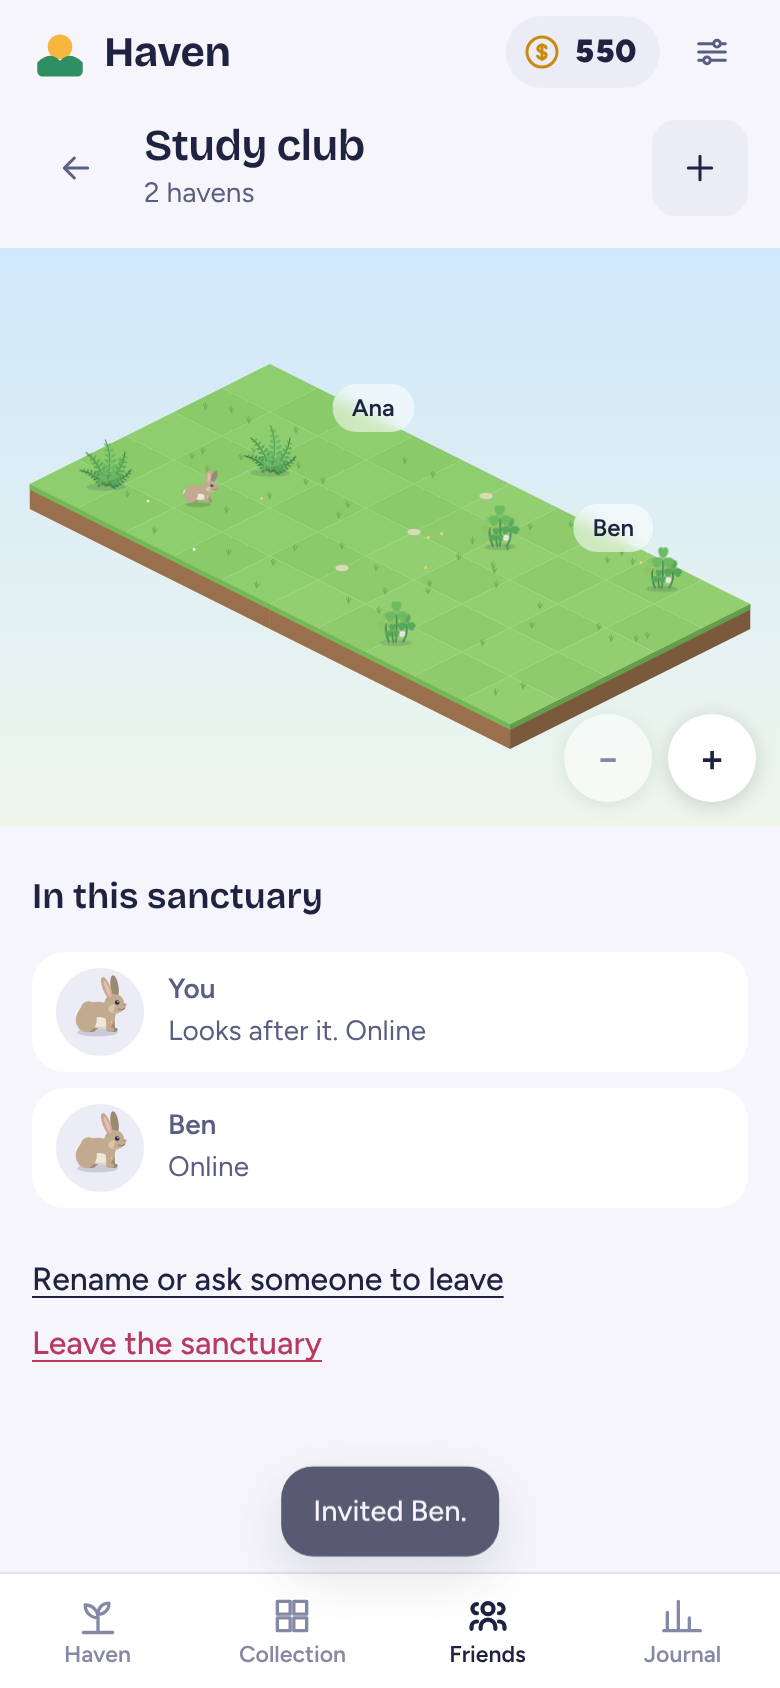 Haven
550
Study club
2 havens
Ana
Ben
−
+
In this sanctuary
You
Looks after it. Online
Ben
Online
Rename or ask someone to leave
Leave the sanctuary
Invited Ben.
Haven
Collection
Friends
Journal